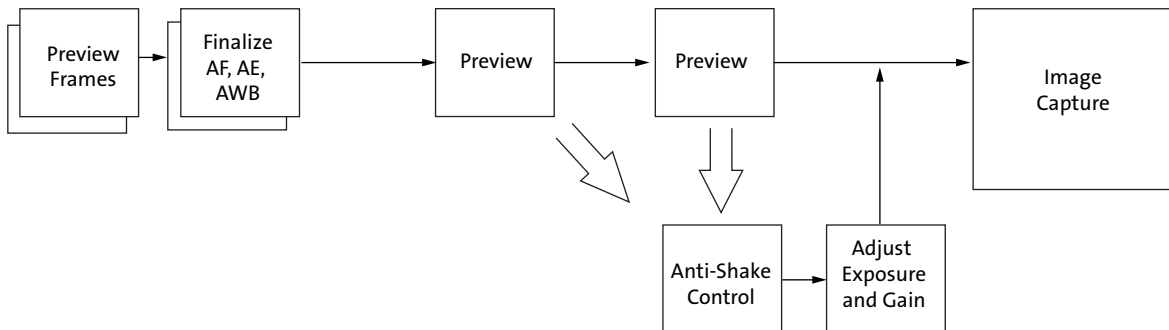 Preview
Frames
Finalize
AF, AE,
AWB
Preview
Preview
Image
Capture
Anti-Shake
Control
Adjust
Exposure
and Gain